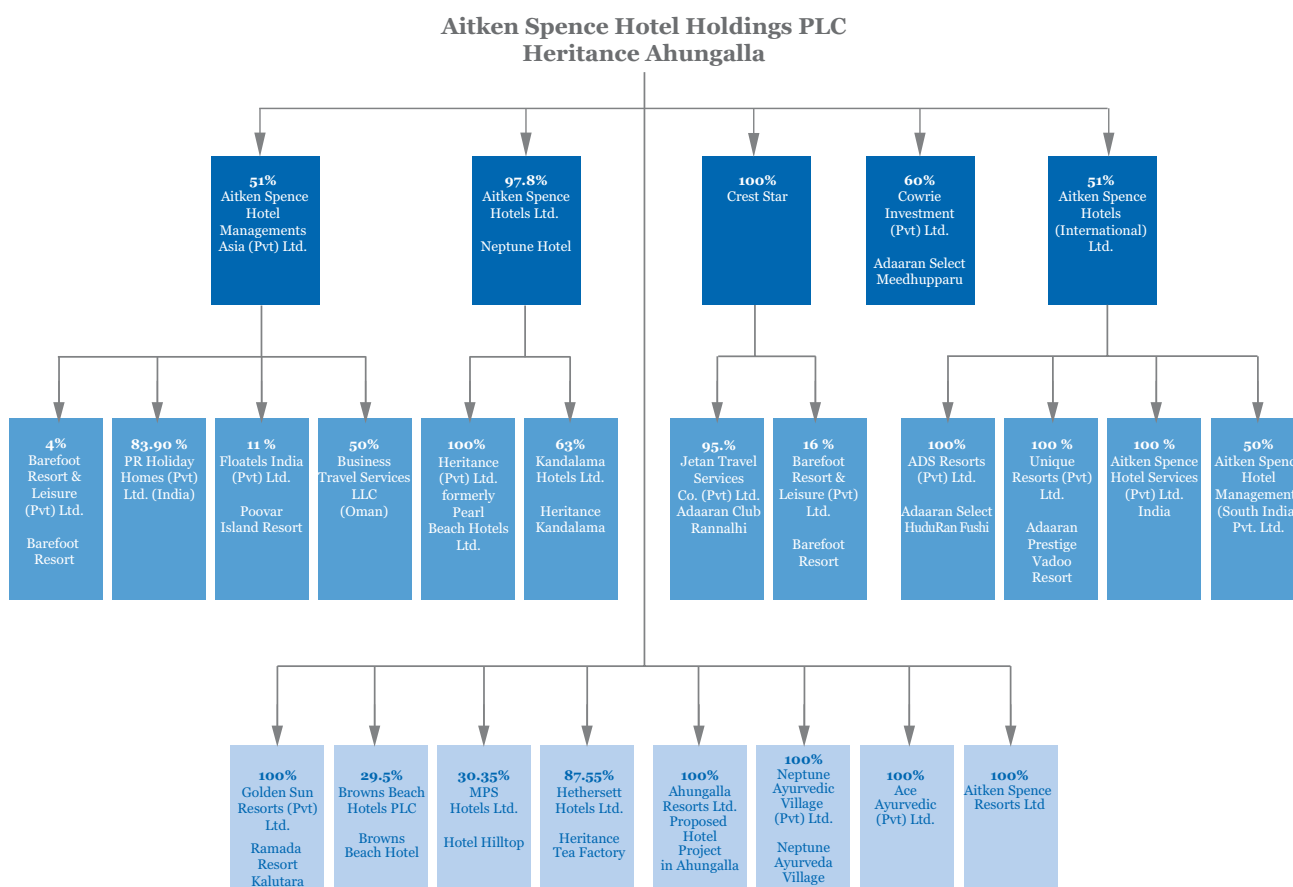 Aitken Spence Hotel Holdings PLC
Heritance Ahungalla
51%
Aitken Spence
Hotel
Managements
Asia (Pvt) Ltd.
97.8%
Aitken Spence
Hotels Ltd.
Neptune Hotel
100%
Crest Star
60%
Cowrie
Investment
(Pvt) Ltd.
Adaaran Select
Meedhupparu
51%
Aitken Spence
Hotels
(International)
Ltd.
4%
Barefoot
Resort &
Leisure
(Pvt) Ltd.
Barefoot
Resort
83.90 %
PR Holiday
Homes (Pvt)
Ltd. (India)
11 %
Floatels India
(Pvt) Ltd.
Poovar
Island Resort
50%
Business
Travel Services
LLC
(Oman)
100%
Heritance
(Pvt) Ltd.
formerly
Pearl
Beach Hotels
Ltd.
63%
Kandalama
Hotels Ltd.
Heritance
Kandalama
95.%
Jetan Travel
Services
Co. (Pvt) Ltd.
Adaaran Club
Rannalhi
16 %
Barefoot
Resort &
Leisure (Pvt)
Ltd.
Barefoot
Resort
100%
ADS Resorts
(Pvt) Ltd.
Adaaran Select
HuduRan Fushi
100 %
Unique
Resorts (Pvt)
Ltd.
Adaaran
Prestige
Vadoo
Resort
100 %
Aitken Spence
Hotel Services
(Pvt) Ltd.
India
50%
Aitken Spenc
Hotel
Management
(South India
Pvt. Ltd.
100%
Golden Sun
Resorts (Pvt)
Ltd.
Ramada
Resort
Kalutara
29.5%
Browns Beach
Hotels PLC
Browns
Beach Hotel
30.35%
MPS
Hotels Ltd.
Hotel Hilltop
87.55%
Hethersett
Hotels Ltd.
Heritance
Tea Factory
100%
Ahungalla
Resorts Ltd.
Proposed
Hotel
Project
in Ahungalla
100%
Neptune
Ayurvedic
Village
(Pvt) Ltd.
Neptune
Ayurveda
Village
100%
Ace
Ayurvedic
(Pvt) Ltd.
100%
Aitken Spence
Resorts Ltd